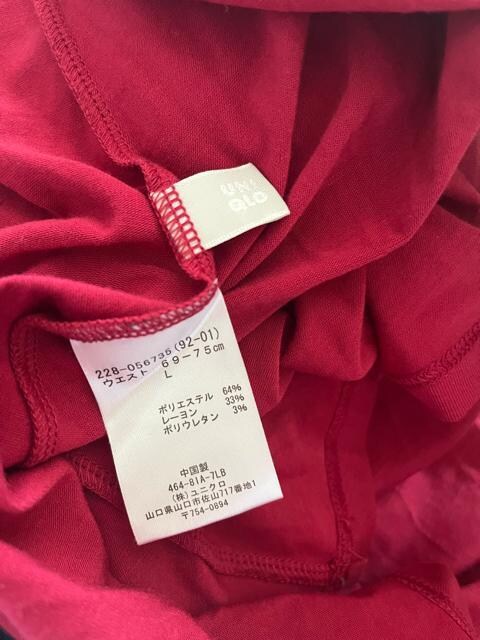 UNI
QLO
228-056735(92-01)
ウエスト 69-75cm
L
ポリエステル 64%
レーヨン 33%
ポリウレタン 3%
中国製
464-81A-7LB
(株)ユニクロ
山口県山口市佐山717番地1
〒754-0894